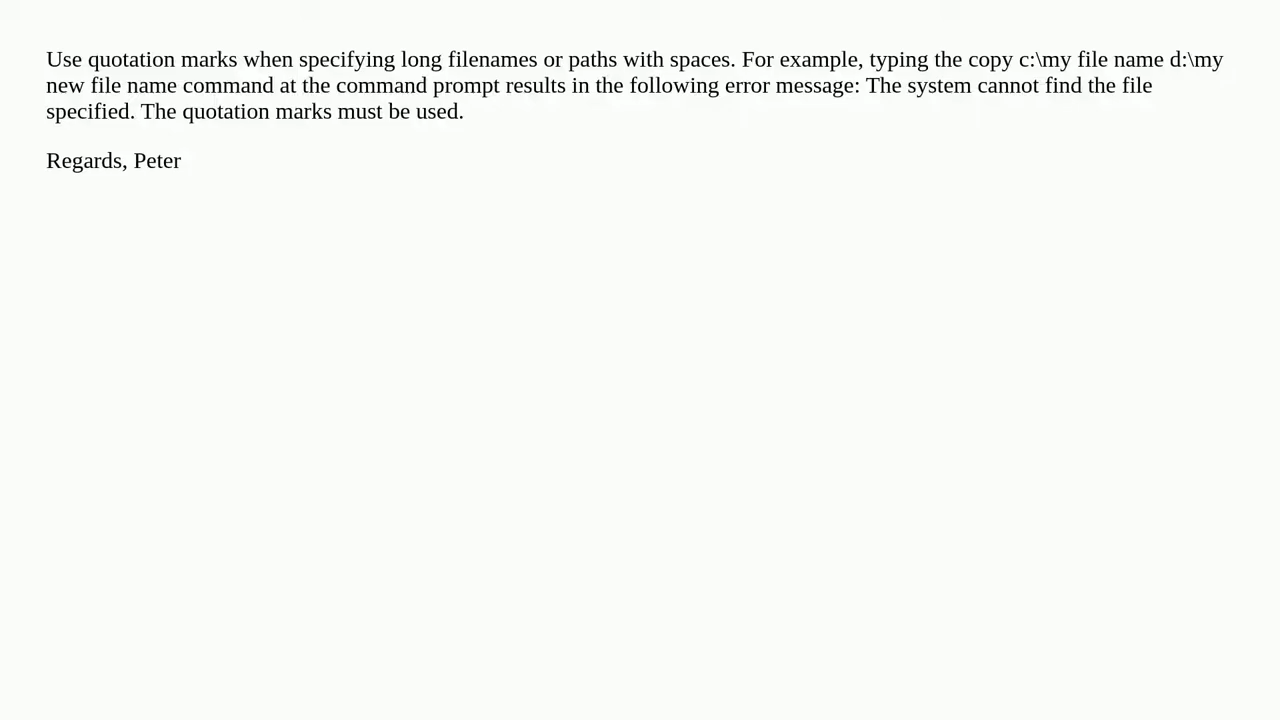 Use quotation marks when specifying long filenames or paths with spaces. For example, typing the copy c:\my file name d:\my
new file name command at the command prompt results in the following error message: The system cannot find the file
specified. The quotation marks must be used.
Regards, Peter